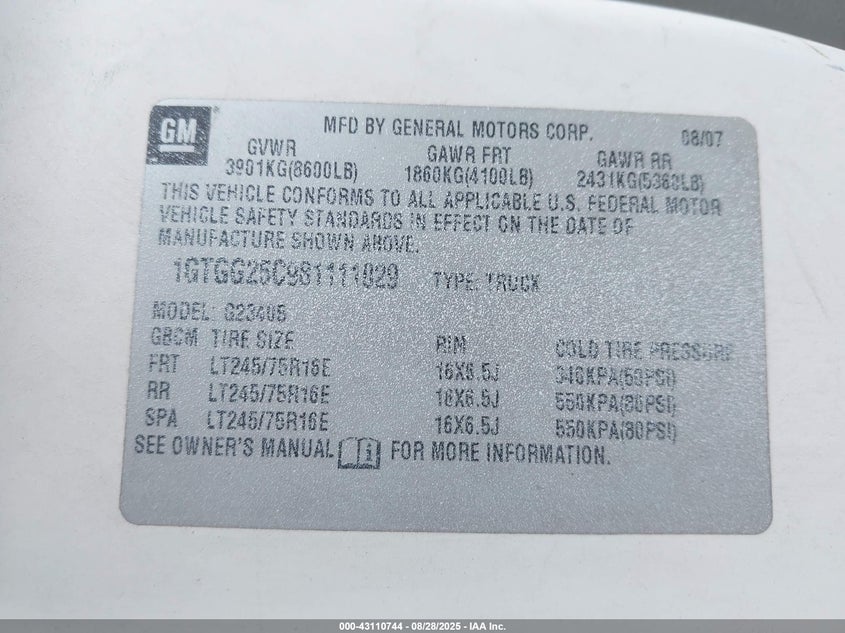 GM
MFD BY GENERAL MOTORS CORP. 08/07
GVWR GAWR FRT GAWR RR
3901KG(8600LB) 1860KG(4100LB) 2431KG(5360LB)
THIS VEHICLE CONFORMS TO ALL APPLICABLE U.S. FEDERAL MOTOR
VEHICLE SAFETY STANDARDS IN EFFECT ON THE DATE OF
MANUFACTURE SHOWN ABOVE.
1GTGG25C981111029 TYPE: TRUCK
MODEL: G23405
TIRE SIZE RIM COLD TIRE PRESSURE
FRT LT245/75R16E 16X6.5J
RR LT245/75R16E 16X6.5J 550KPA(80PSI)
SPA LT245/75R16E 16X6.5J 550KPA(80PSI)
SEE OWNER'S MANUAL FOR MORE INFORMATION.
000-43110744 - 08/28/2025 - IAA Inc.